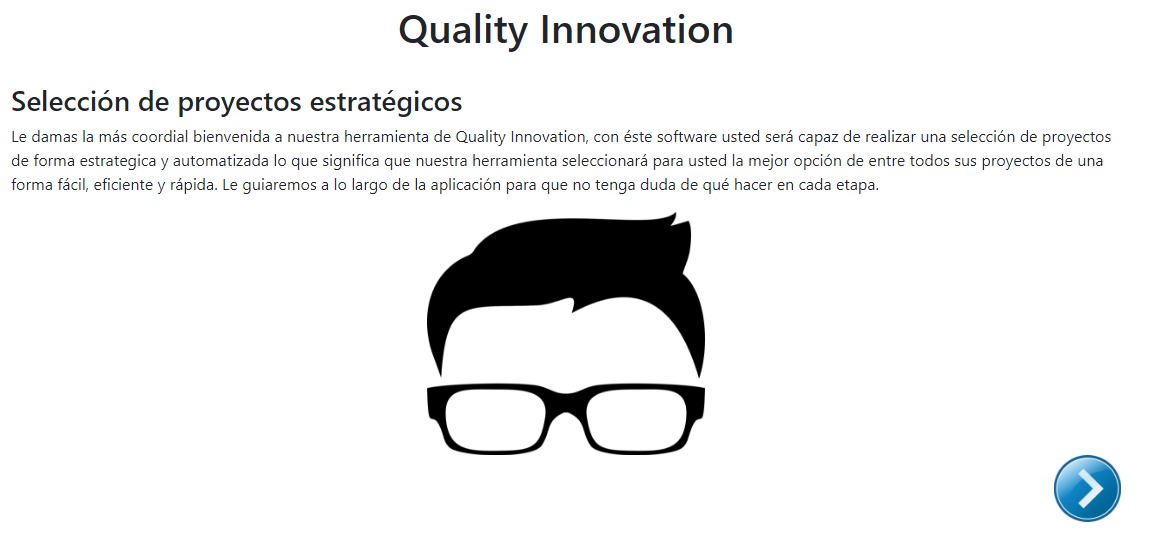 Quality Innovation
Selección de proyectos estratégicos
Le damas la más coordial bienvenida a nuestra herramienta de Quality Innovation, con éste software usted será capaz de realizar una selección de proyectos
de forma estrategica y automatizada lo que significa que nuestra herramienta seleccionará para usted la mejor opción de entre todos sus proyectos de una
forma fácil, eficiente y rápida. Le guiaremos a lo largo de la aplicación para que no tenga duda de qué hacer en cada etapa.